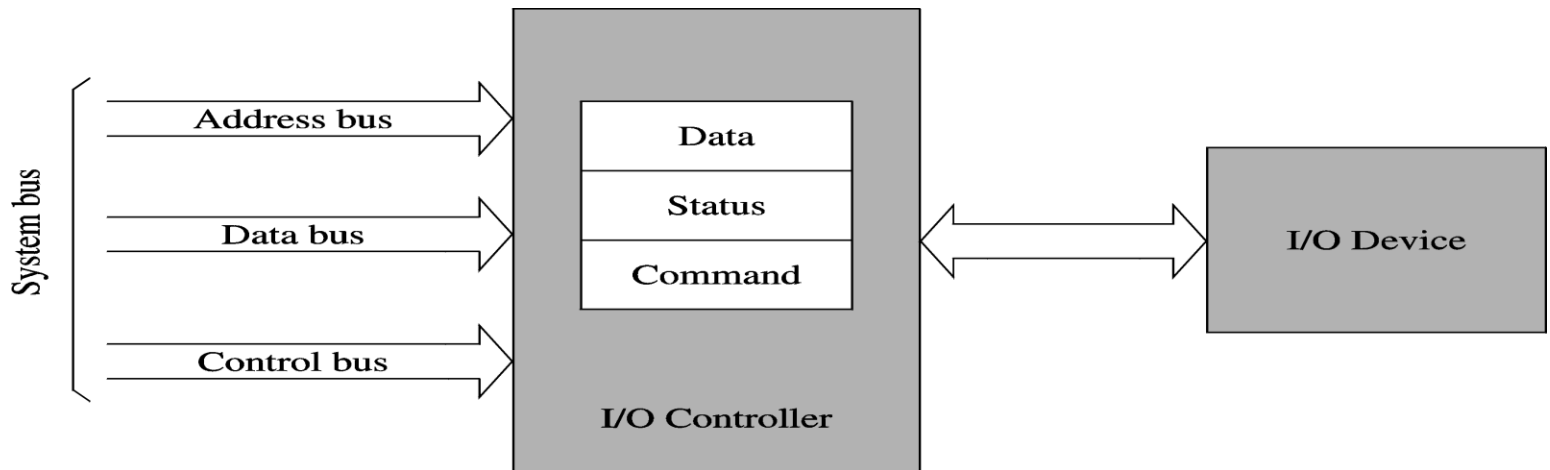 System bus
Address bus
Data bus
Control bus
Data
Status
Command
I/O Controller
I/O Device